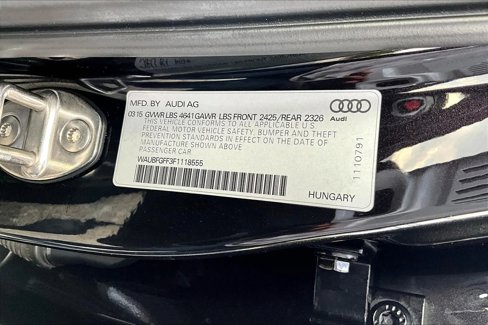 MFD. BY AUDI AG
03.15 GVWR LBS 4641 GAWR LBS FRONT 2425/REAR 2326
THIS VEHICLE CONFORMS TO ALL APPLICABLE U.S.
FEDERAL MOTOR VEHICLE SAFETY, BUMPER AND THEFT
PREVENTION STANDARDS IN EFFECT ON THE DATE OF
MANUFACTURE SHOWN ABOVE
PASSENGER CAR
WAUBFGFF3F1118555
Audi
1110791
HUNGARY